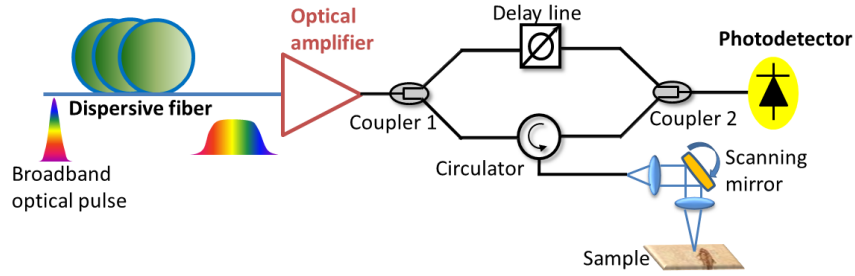 Optical
amplifier
Delay line
Photodetector
Dispersive fiber
Coupler 1
Coupler 2
Circulator
Scanning
mirror
Broadband
optical pulse
Sample